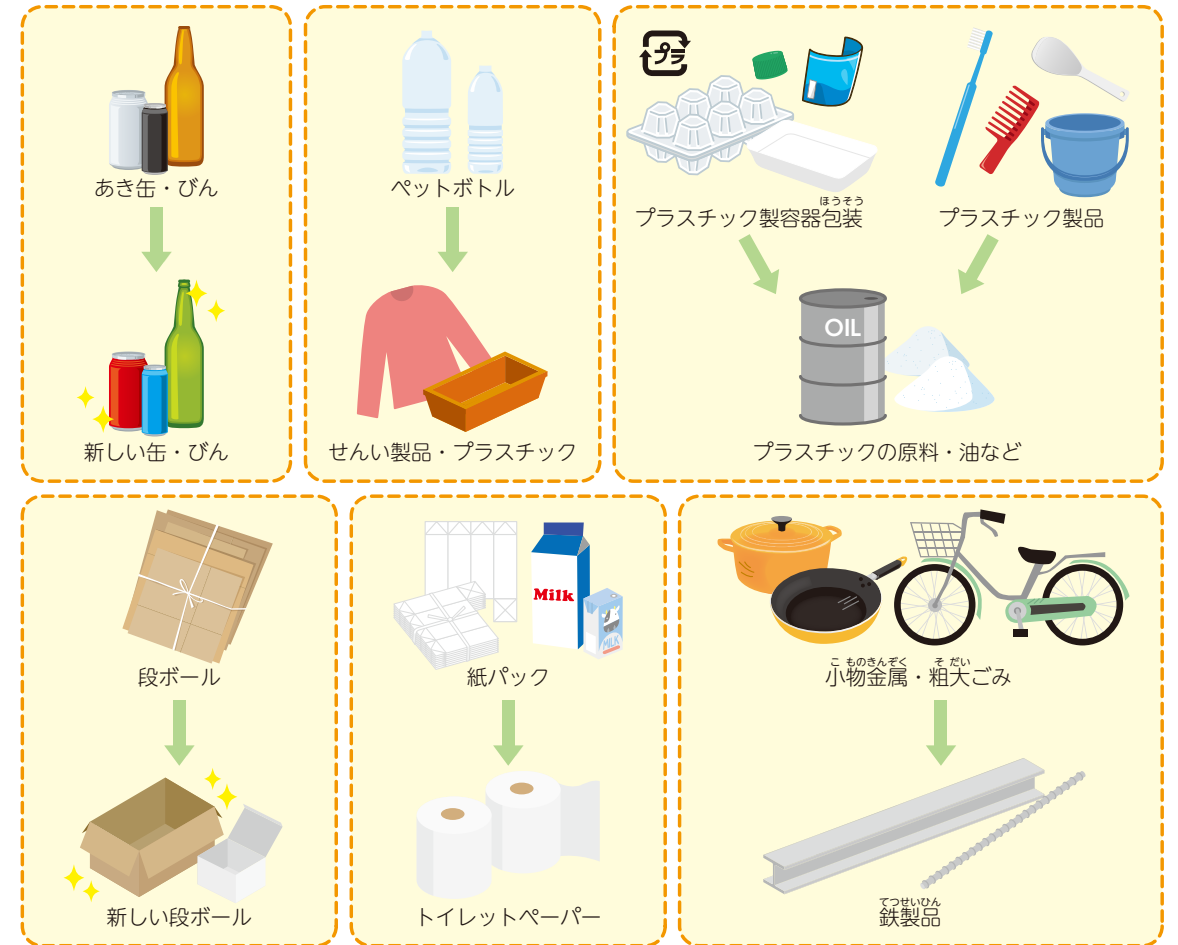 あき缶・びん
新しい缶・びん
ペットボトル
せんい製品・プラスチック
プラ
ほうそう
プラスチック製容器包装
プラスチック製品
OIL
プラスチックの原料・油など
段ボール
新しい段ボール
Milk
MILK
紙パック
トイレットペーパー
こものきんぞく そだい
小物金属・粗大ごみ
てつせいひん
鉄製品